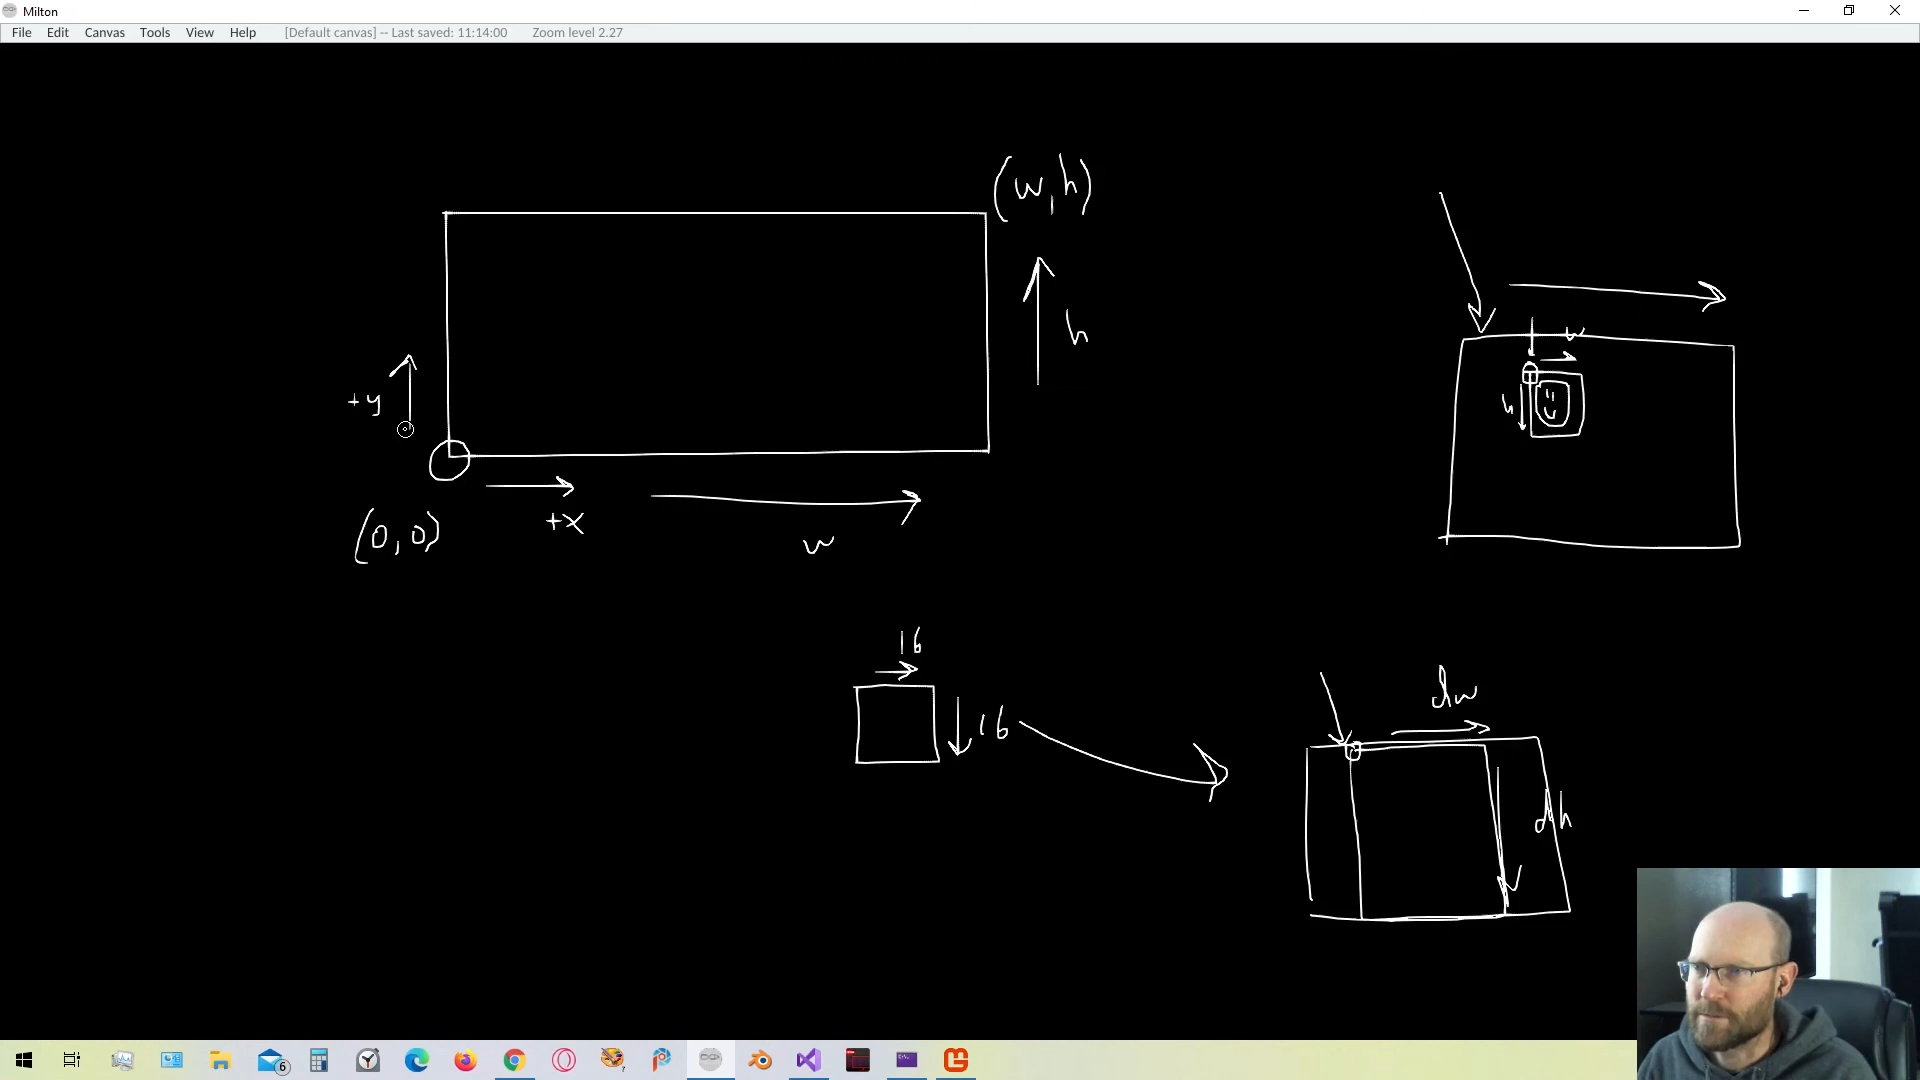 Milton
File Edit Canvas Tools View Help [Default canvas] -- Last saved: 11:14:00 Zoom level 2.27
(w,h)
h
+y
(0,0)
+x
w
w
h
16
16
dw
dh
6